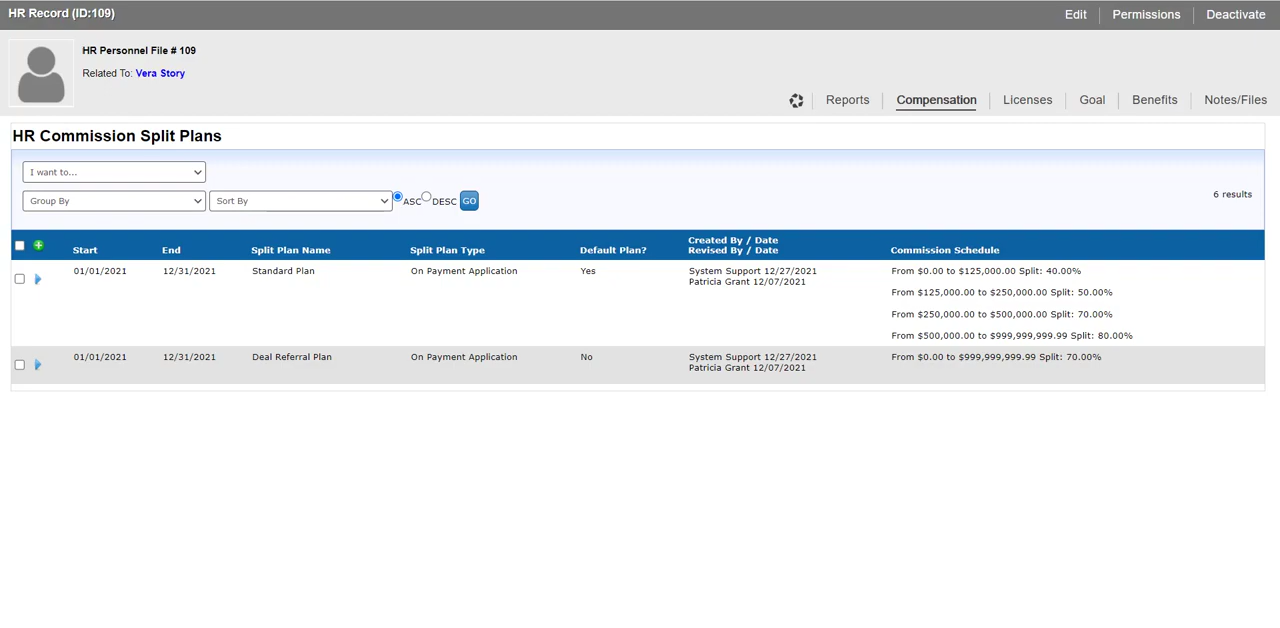 HR Record (ID:109)
Edit
Permissions
Deactivate
HR Personnel File # 109
Related To: Vera Story
Reports
Compensation
Licenses
Goal
Benefits
Notes/Files
HR Commission Split Plans
I want to...
Group By
Sort By
ASC
DESC
GO
6 results
Start
End
Split Plan Name
Split Plan Type
Default Plan?
Created By / Date
Revised By / Date
Commission Schedule
01/01/2021
12/31/2021
Standard Plan
On Payment Application
Yes
System Support 12/27/2021
Patricia Grant 12/07/2021
From $0.00 to $125,000.00 Split: 40.00%
From $125,000.00 to $250,000.00 Split: 50.00%
From $250,000.00 to $500,000.00 Split: 70.00%
From $500,000.00 to $999,999,999.99 Split: 80.00%
01/01/2021
12/31/2021
Deal Referral Plan
On Payment Application
No
System Support 12/27/2021
Patricia Grant 12/07/2021
From $0.00 to $999,999,999.99 Split: 70.00%